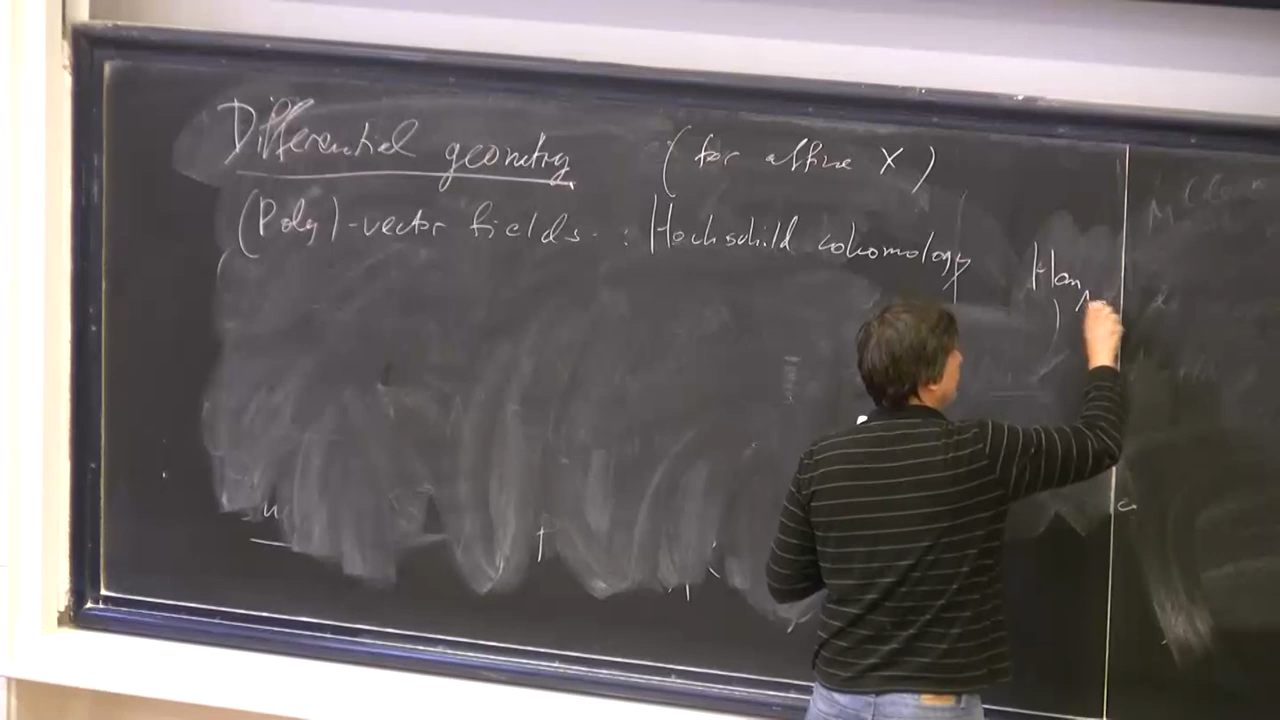 Differential geometry (for affine X)
(Poly)-vector fields : Hochschild cohomology
Hom